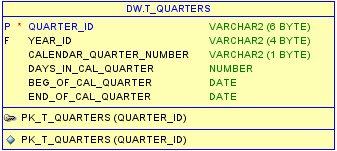 DW.T_QUARTERS
P * QUARTER_ID VARCHAR2 (6 BYTE)
F YEAR_ID VARCHAR2 (4 BYTE)
CALENDAR_QUARTER_NUMBER VARCHAR2 (1 BYTE)
DAYS_IN_CAL_QUARTER NUMBER
BEG_OF_CAL_QUARTER DATE
END_OF_CAL_QUARTER DATE
PK_T_QUARTERS (QUARTER_ID)
PK_T_QUARTERS (QUARTER_ID)